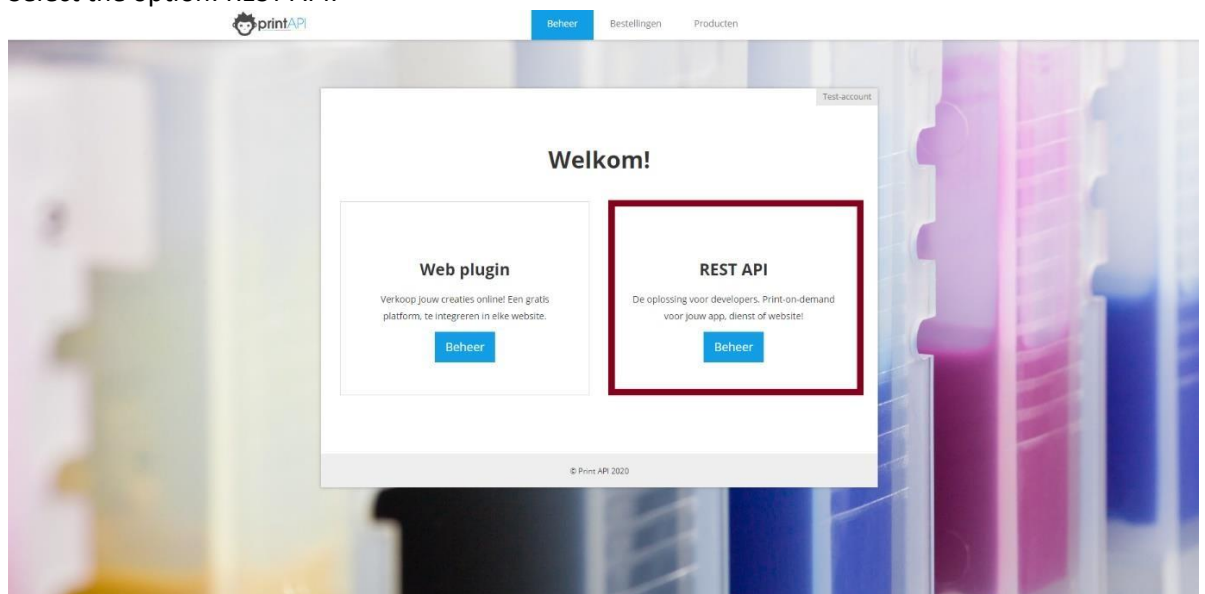 Select the option: REST API.
printAPI
Beheer Bestellingen Producten
Test-account
Welkom!
Web plugin
Verkoop jouw creaties online! Een gratis
platform, te integreren in elke website.
Beheer
REST API
De oplossing voor developers. Print-on-demand
voor jouw app, dienst of website!
Beheer
© Print API 2020